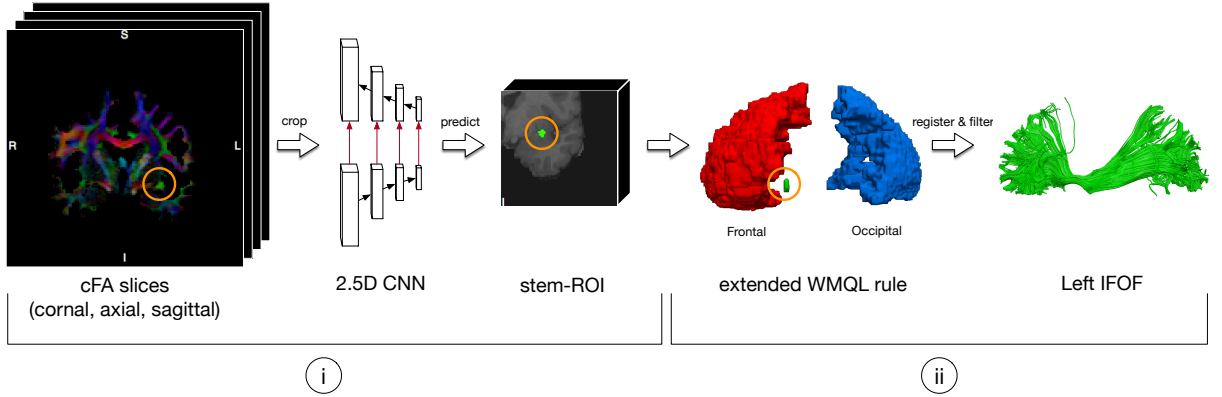 S
R
L
I
crop
predict
register & filter
Frontal
Occipital
cFA slices
(cornal, axial, sagittal)
2.5D CNN
stem-ROI
extended WMQL rule
Left IFOF
i
ii